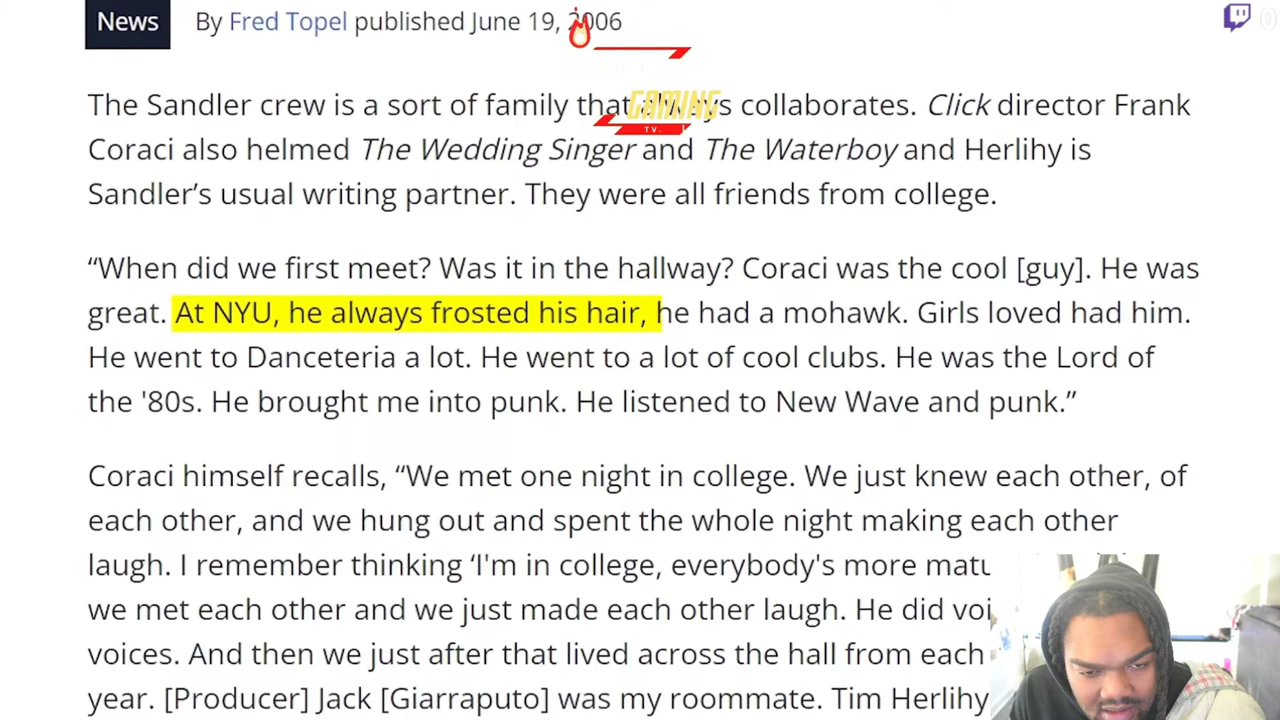 News By Fred Topel published June 19, 2006
The Sandler crew is a sort of family that always collaborates. Click director Frank
GAMING
TV.
Coraci also helmed The Wedding Singer and The Waterboy and Herlihy is
Sandler’s usual writing partner. They were all friends from college.
“When did we first meet? Was it in the hallway? Coraci was the cool [guy]. He was
great. At NYU, he always frosted his hair, he had a mohawk. Girls loved had him.
He went to Danceteria a lot. He went to a lot of cool clubs. He was the Lord of
the '80s. He brought me into punk. He listened to New Wave and punk.”
Coraci himself recalls, “We met one night in college. We just knew each other, of
each other, and we hung out and spent the whole night making each other
laugh. I remember thinking ‘I'm in college, everybody's more matu
we met each other and we just made each other laugh. He did voi
voices. And then we just after that lived across the hall from each
year. [Producer] Jack [Giarraputo] was my roommate. Tim Herlihy